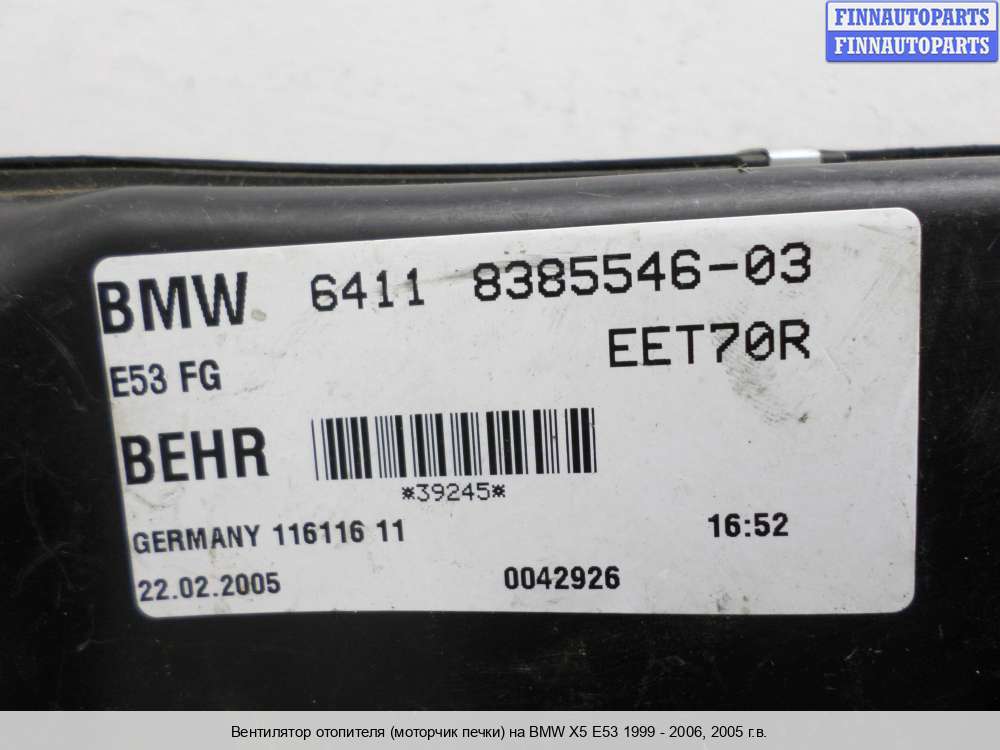 FINNAUTOPARTS
FINNAUTOPARTS
BMW 6411 8385546-03
EET70R
E53 FG
BEHR
*39245*
GERMANY 116116 11 16:52
22.02.2005 0042926
Вентилятор отопителя (моторчик печки) на BMW X5 E53 1999 - 2006, 2005 г.в.